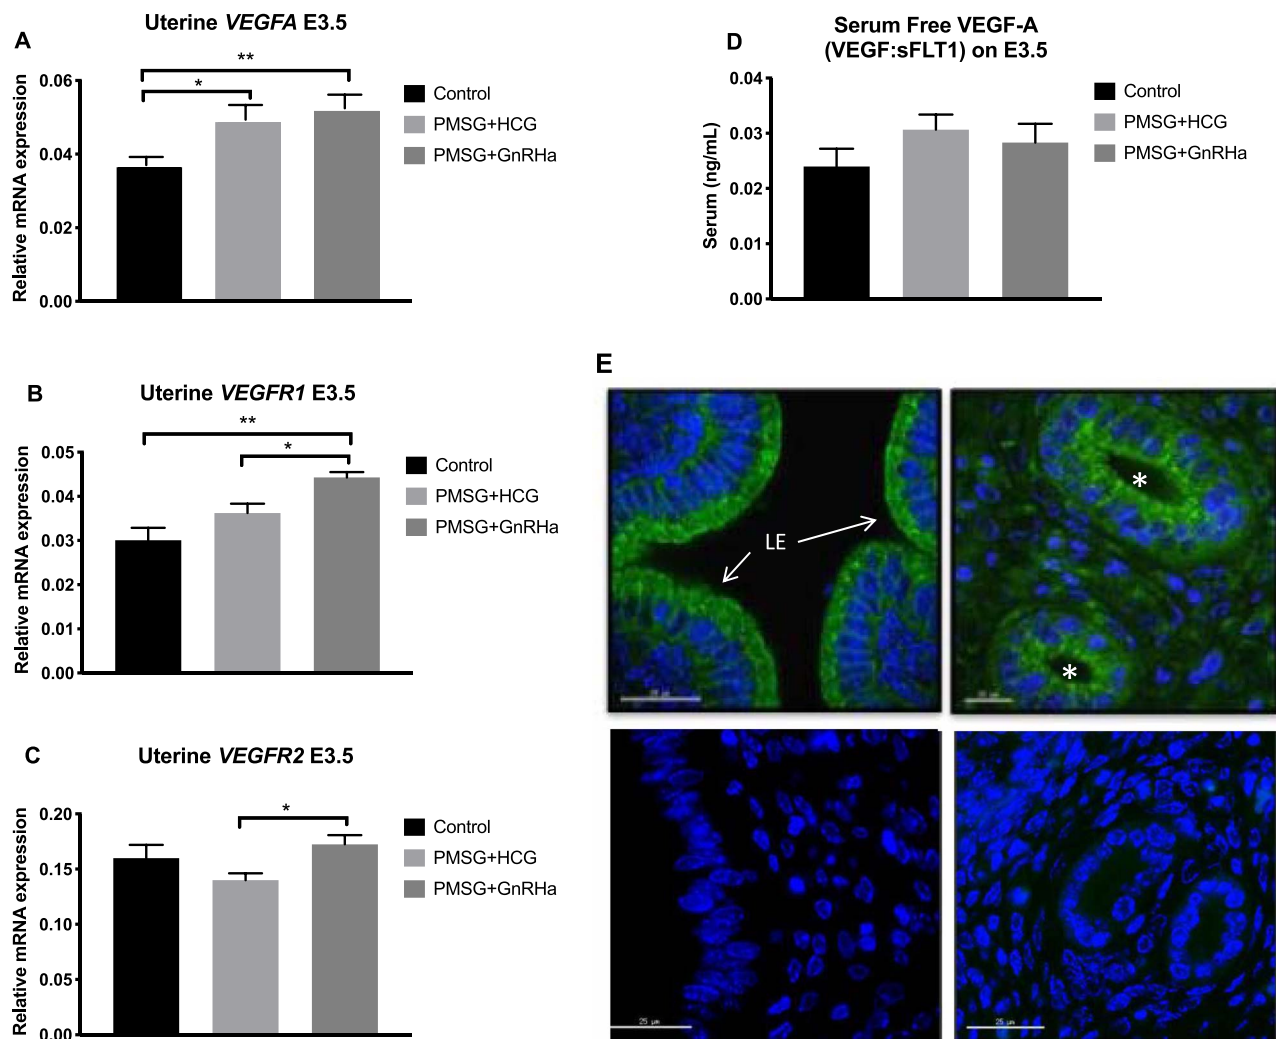 A
Uterine VEGFA E3.5
**
*
Relative mRNA expression
0.06
0.04
0.02
0.00
Control
PMSG+HCG
PMSG+GnRHa
B
Uterine VEGFR1 E3.5
**
*
Relative mRNA expression
0.05
0.04
0.03
0.02
0.01
0.00
Control
PMSG+HCG
PMSG+GnRHa
C
Uterine VEGFR2 E3.5
*
Relative mRNA expression
0.20
0.15
0.10
0.05
0.00
Control
PMSG+HCG
PMSG+GnRHa
D
Serum Free VEGF-A
(VEGF:sFLT1) on E3.5
Serum (ng/mL)
0.04
0.03
0.02
0.01
0.00
Control
PMSG+HCG
PMSG+GnRHa
E
LE
*
*
25 µm
25 µm